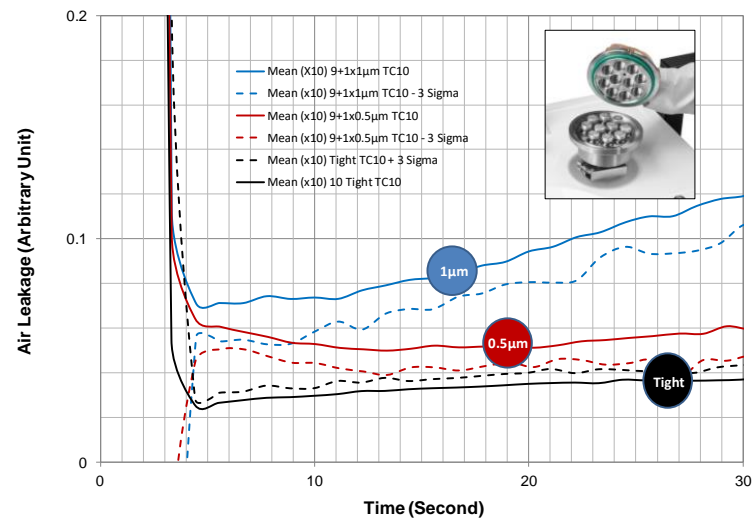 0.2
Mean (X10) 9+1x1µm TC10
Mean (x10) 9+1x1µm TC10 - 3 Sigma
Mean (x10) 9+1x0.5µm TC10
Mean (x10) 9+1x0.5µm TC10 - 3 Sigma
Mean (x10) Tight TC10 + 3 Sigma
Mean (x10) 10 Tight TC10
Air Leakage (Arbitrary Unit)
0.1
1µm
0.5µm
Tight
0
0 10 20 30
Time (Second)